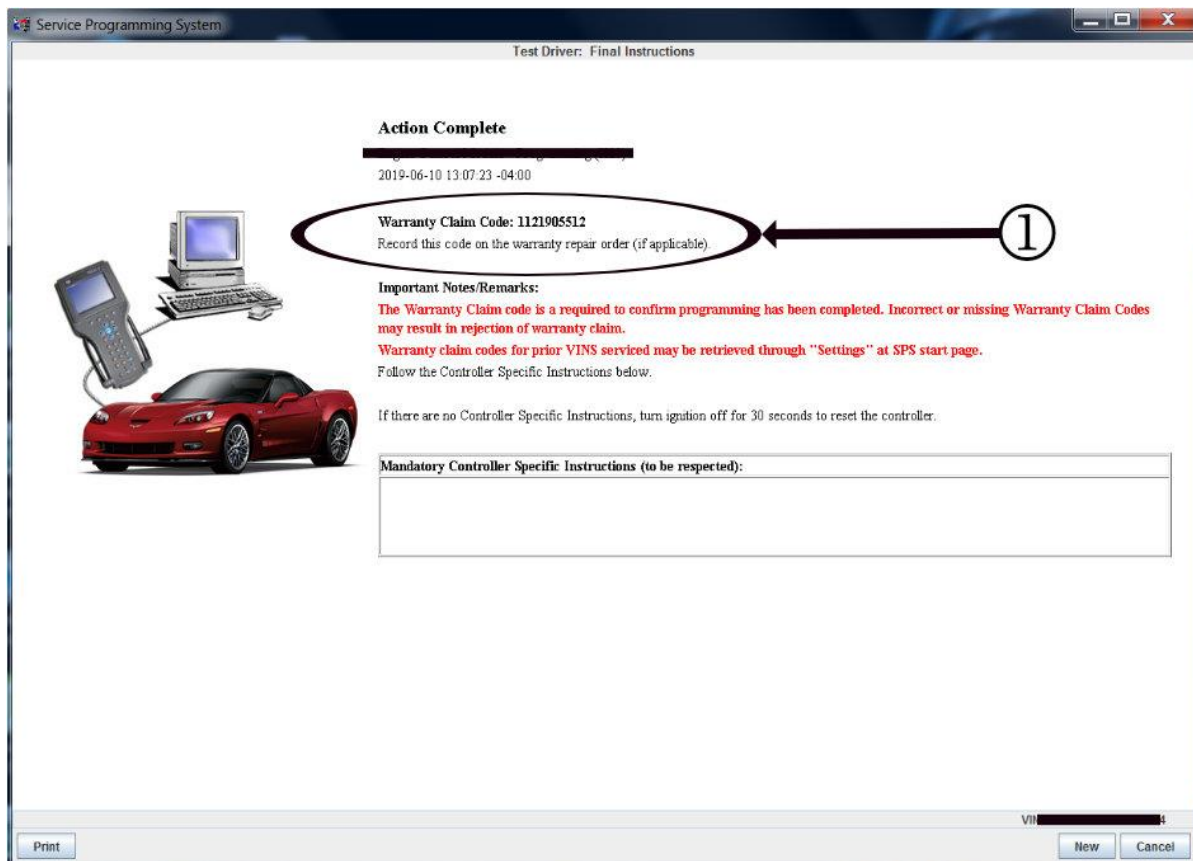 Service Programming System
Test Driver: Final Instructions
Action Complete
2019-06-10 13:07:23 -04:00
Warranty Claim Code: 1121905512
Record this code on the warranty repair order (if applicable).
1
Important Notes/Remarks:
The Warranty Claim code is a required to confirm programming has been completed. Incorrect or missing Warranty Claim Codes
may result in rejection of warranty claim.
Warranty claim codes for prior VINS serviced may be retrieved through "Settings" at SPS start page.
Follow the Controller Specific Instructions below.
If there are no Controller Specific Instructions, turn ignition off for 30 seconds to reset the controller.
Mandatory Controller Specific Instructions (to be respected):
VIN 4
Print
New Cancel